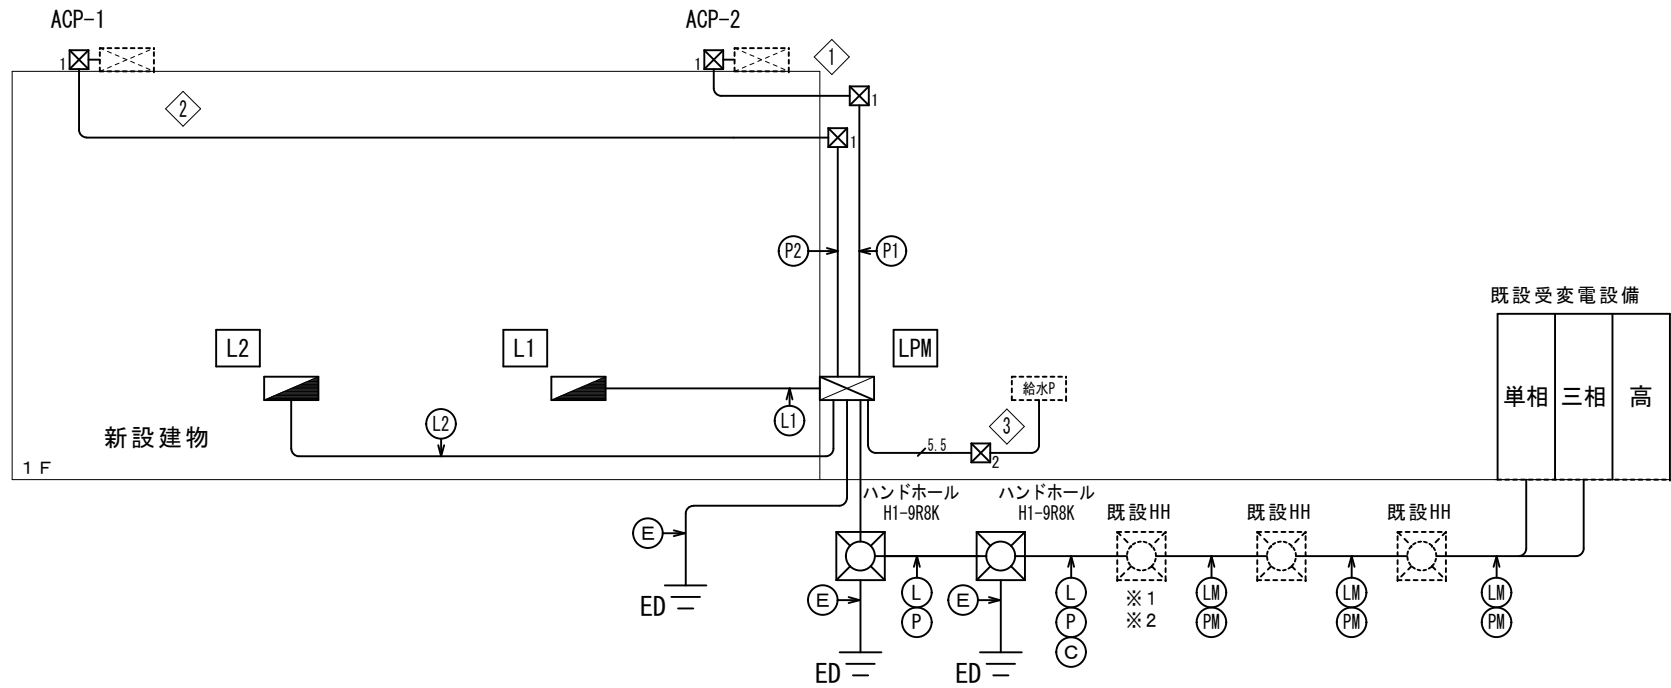 ACP-1
ACP-2
1
1
1
1
2
1
P2
P1
既設受変電設備
L2
L1
LPM
給水P
単相
三相
高
L2
L1
3
新設建物
5.5
2
1F
ハンドホール
H1-9R8K
ハンドホール
H1-9R8K
既設HH
既設HH
既設HH
E
E
L
P
E
L
P
C
※1
※2
LM
PM
LM
PM
LM
PM
ED
ED
ED